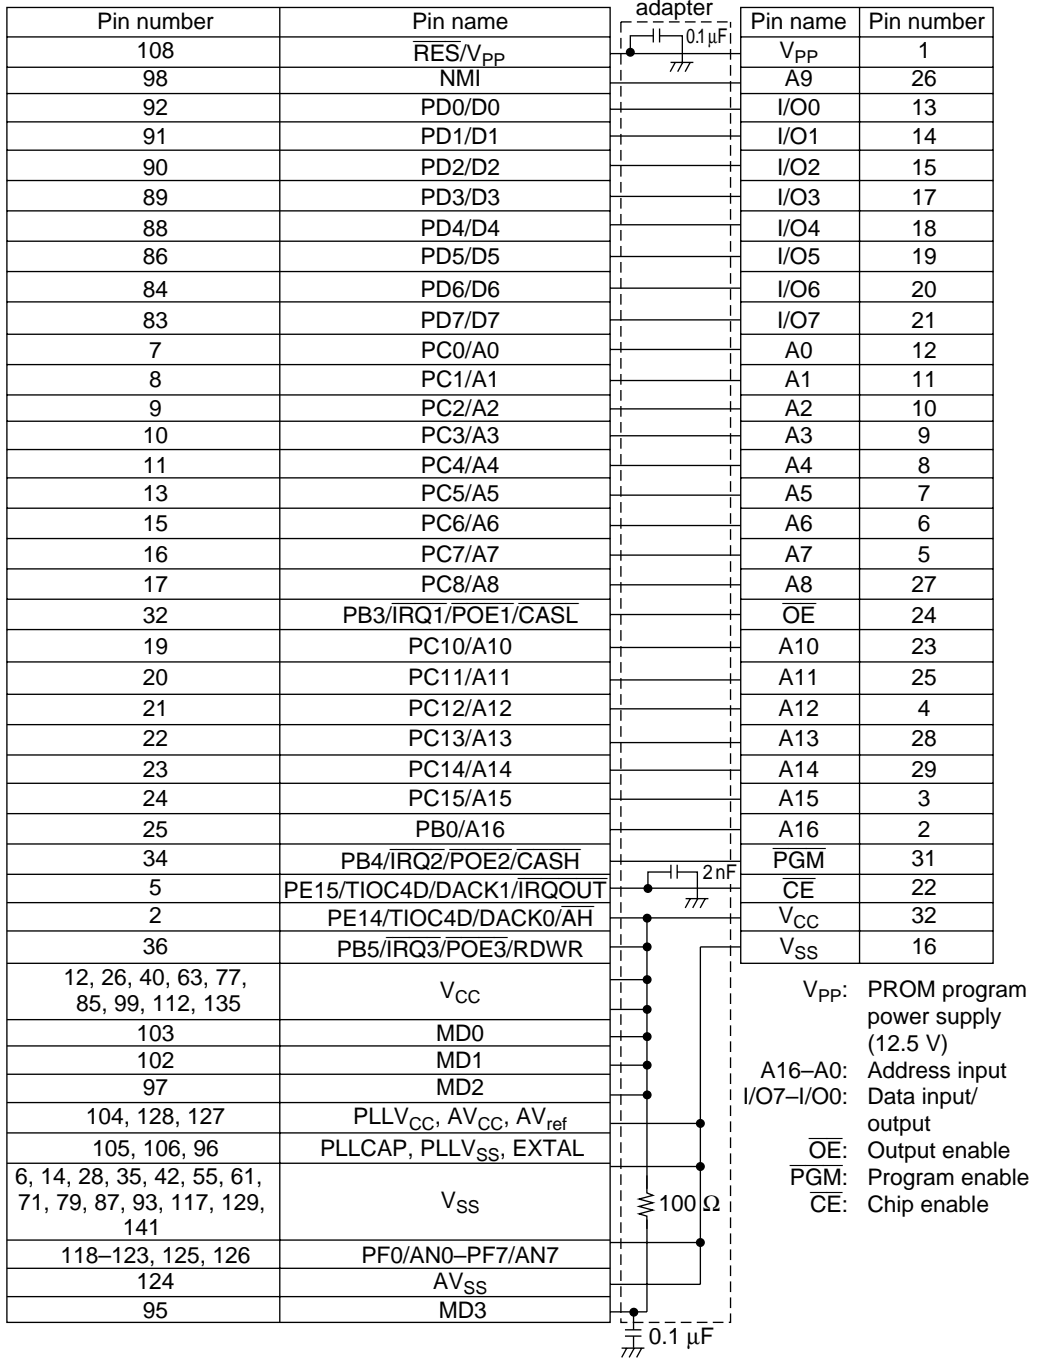 adapter
Pin number Pin name Pin name Pin number
108 RES/VPP 0.1 μF VPP 1
98 NMI A9 26
92 PD0/D0 I/O0 13
91 PD1/D1 I/O1 14
90 PD2/D2 I/O2 15
89 PD3/D3 I/O3 17
88 PD4/D4 I/O4 18
86 PD5/D5 I/O5 19
84 PD6/D6 I/O6 20
83 PD7/D7 I/O7 21
7 PC0/A0 A0 12
8 PC1/A1 A1 11
9 PC2/A2 A2 10
10 PC3/A3 A3 9
11 PC4/A4 A4 8
13 PC5/A5 A5 7
15 PC6/A6 A6 6
16 PC7/A7 A7 5
17 PC8/A8 A8 27
32 PB3/IRQ1/POE1/CASL OE 24
19 PC10/A10 A10 23
20 PC11/A11 A11 25
21 PC12/A12 A12 4
22 PC13/A13 A13 28
23 PC14/A14 A14 29
24 PC15/A15 A15 3
25 PB0/A16 A16 2
34 PB4/IRQ2/POE2/CASH PGM 31
5 PE15/TIOC4D/DACK1/IRQOUT 2 nF CE 22
2 PE14/TIOC4D/DACK0/AH VCC 32
36 PB5/IRQ3/POE3/RDWR VSS 16
12, 26, 40, 63, 77,
85, 99, 112, 135 VCC
103 MD0
102 MD1
97 MD2
104, 128, 127 PLLVCC, AVCC, AVref
105, 106, 96 PLLCAP, PLLVSS, EXTAL
6, 14, 28, 35, 42, 55, 61,
71, 79, 87, 93, 117, 129,
141 VSS
100 Ω
118–123, 125, 126 PF0/AN0–PF7/AN7
124 AVSS
95 MD3
0.1 μF
VPP: PROM program
power supply
(12.5 V)
A16–A0: Address input
I/O7–I/O0: Data input/
output
OE: Output enable
PGM: Program enable
CE: Chip enable